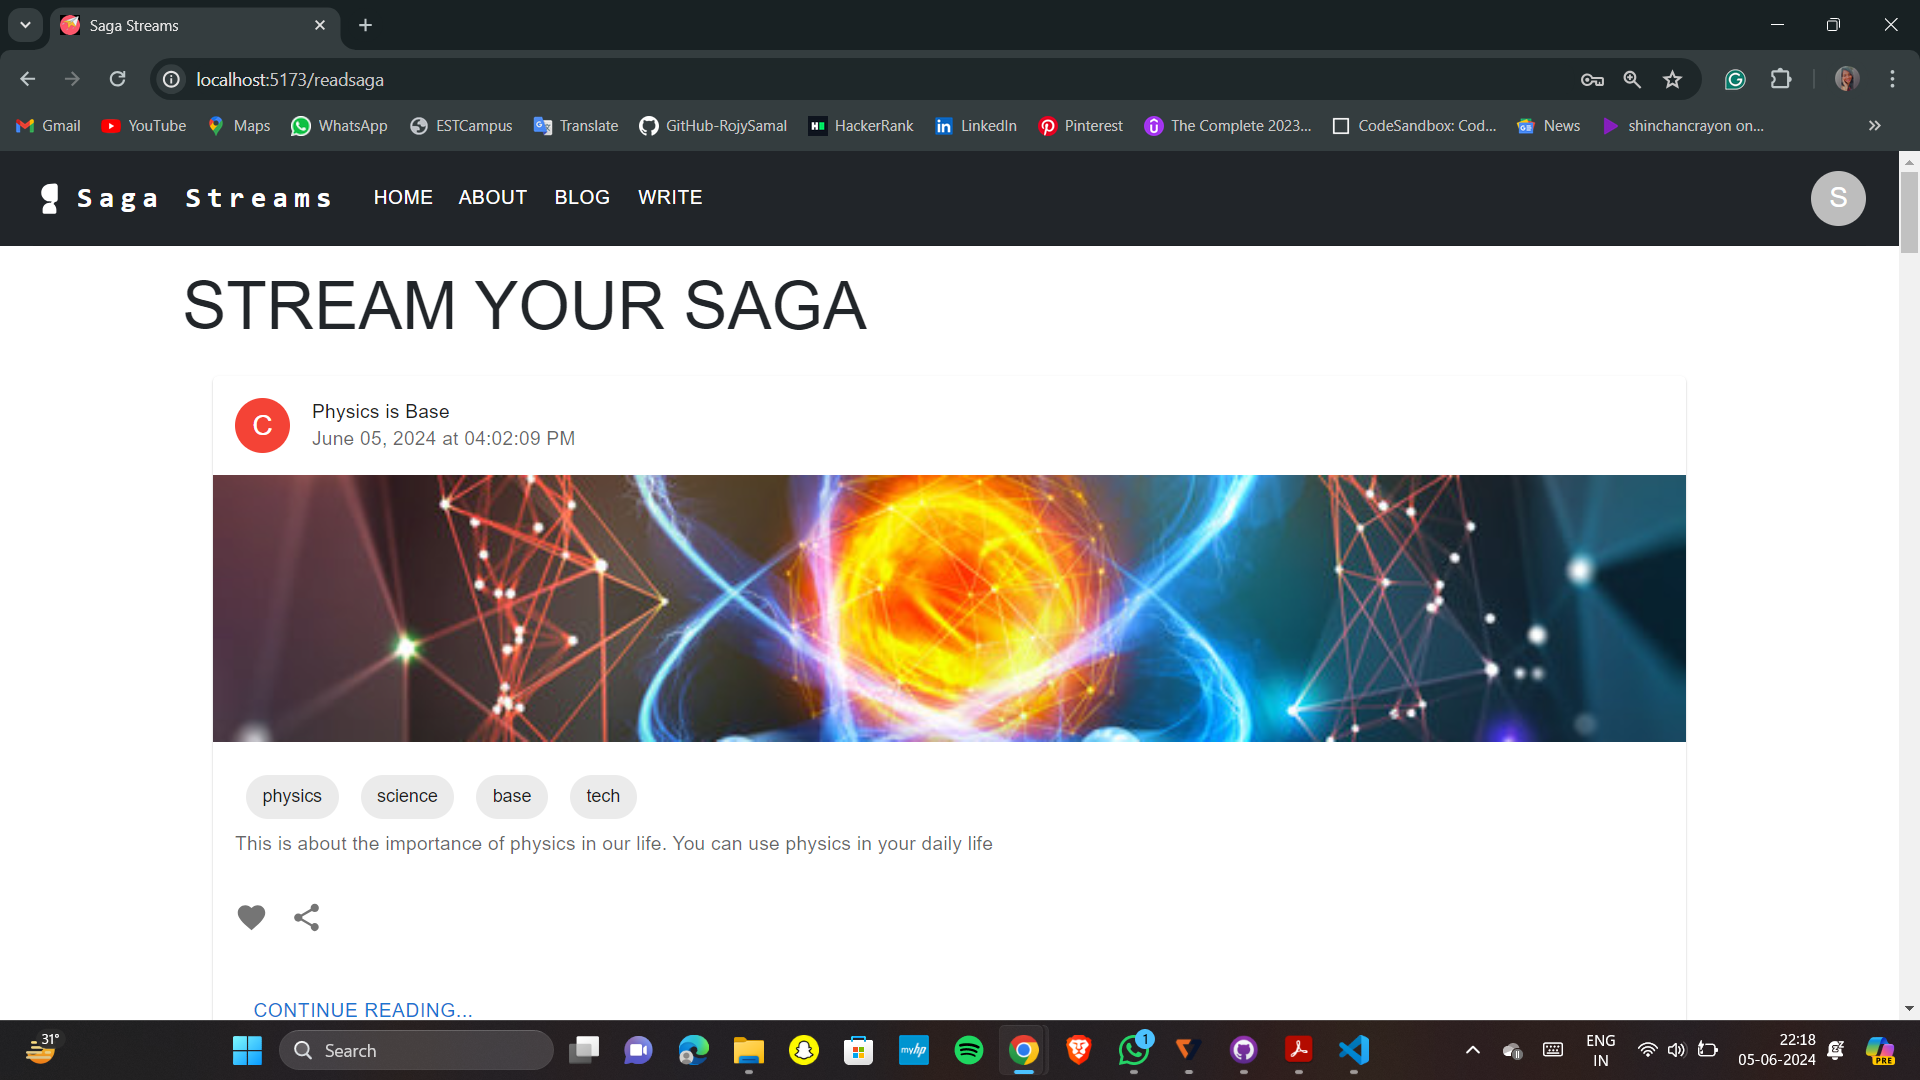 Saga Streams
localhost:5173/readsaga
Gmail YouTube Maps WhatsApp ESTCampus Translate GitHub-RojySamal HackerRank LinkedIn Pinterest The Complete 2023... CodeSandbox: Cod... News shinchancrayon on... »
Saga Streams HOME ABOUT BLOG WRITE S
STREAM YOUR SAGA
C Physics is Base
June 05, 2024 at 04:02:09 PM
physics science base tech
This is about the importance of physics in our life. You can use physics in your daily life
CONTINUE READING...
31°
Search
myhp
1
ENG
IN
22:18
05-06-2024
PRE